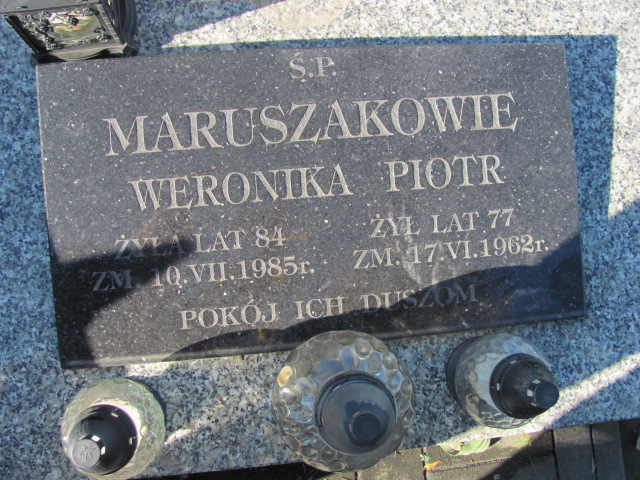 Ś.P.
MARUSZAKOWIE
WERONIKA PIOTR
ŻYŁA LAT 84 ŻYŁ LAT 77
ZM. 10.VII.1985r. ZM. 17.VI.1962r.
POKÓJ ICH DUSZOM